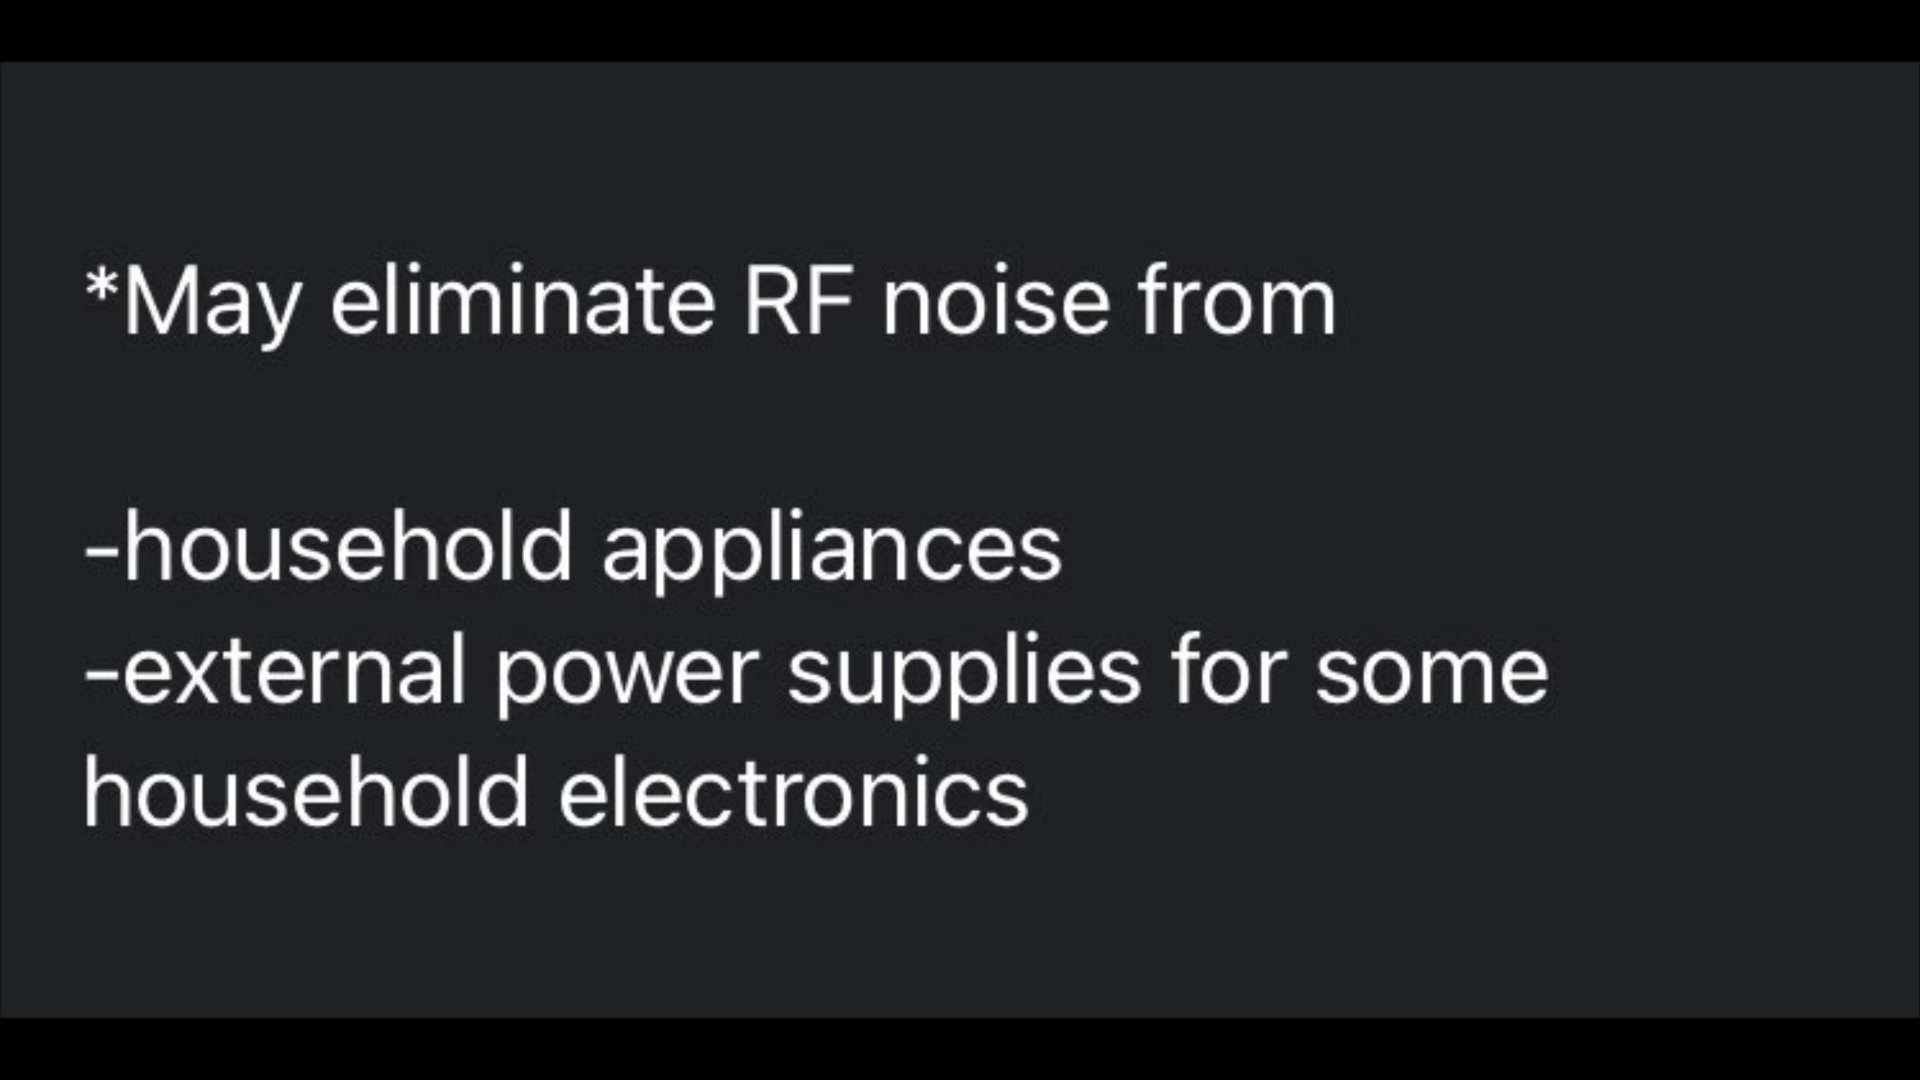 *May eliminate RF noise from
-household appliances
-external power supplies for some
household electronics